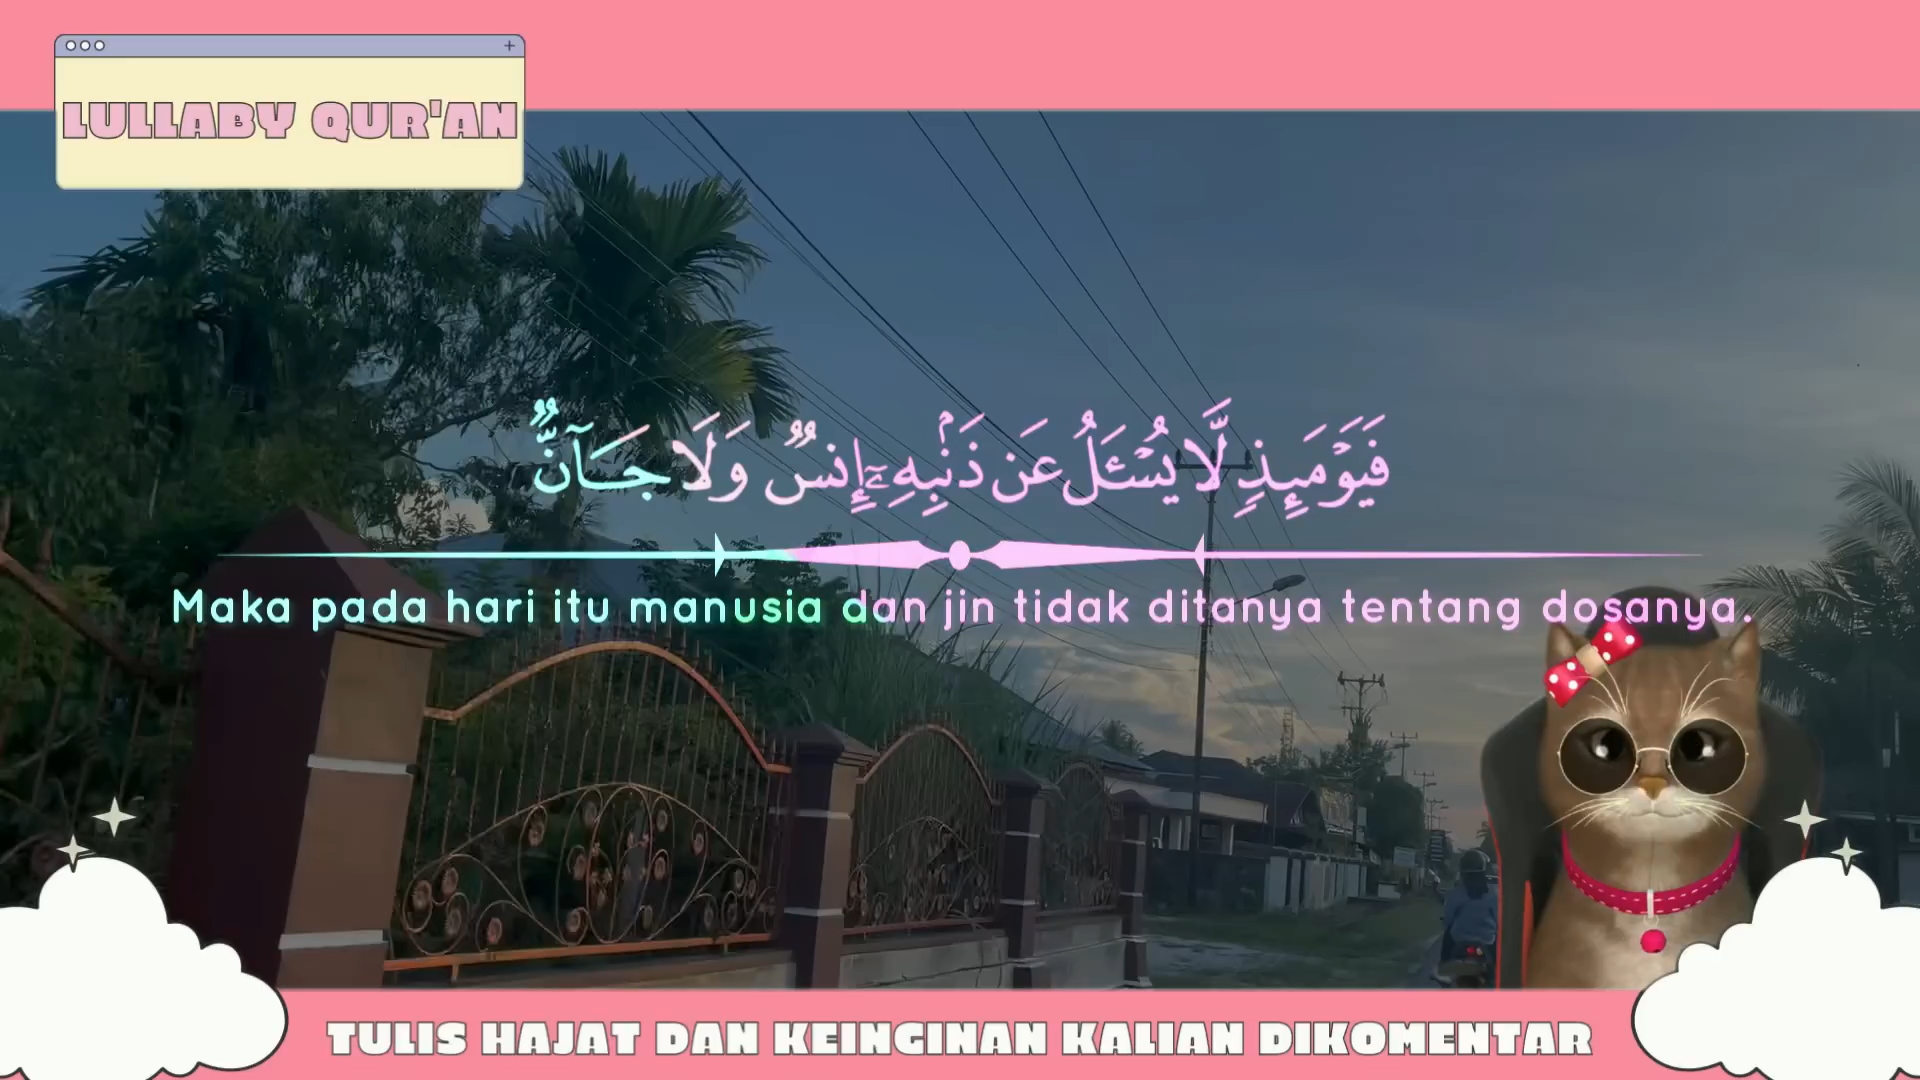 LULLABY QUR'AN
فَيَوْمَئِذٍ لَّا يُسْـَٔلُ عَن ذَنۢبِهِۦٓ إِنسٌ وَلَا جَآنٌّ
Maka pada hari itu manusia dan jin tidak ditanya tentang dosanya.
TULIS HAJAT DAN KEINGINAN KALIAN DIKOMENTAR